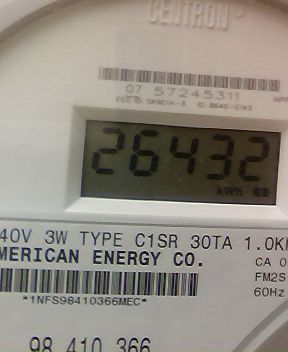 CENTRON®
07 57245311
26432
kWh
40V 3W TYPE C1SR 30TA 1.0K
MERICAN ENERGY CO.
CA 0
FM2S
60Hz
*1NFS98410366MEC*
98 410 366